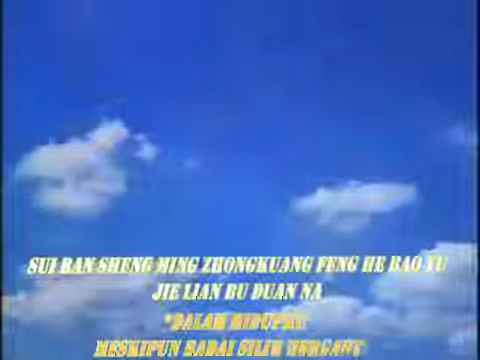 SUI RAN SHENG MING ZHONGKUANG FENG HE BAO YU
JIE LIAN BU DUAN NA
*DALAM HIDUPKU
MESKIPUN BADAI SILIH BERGANT